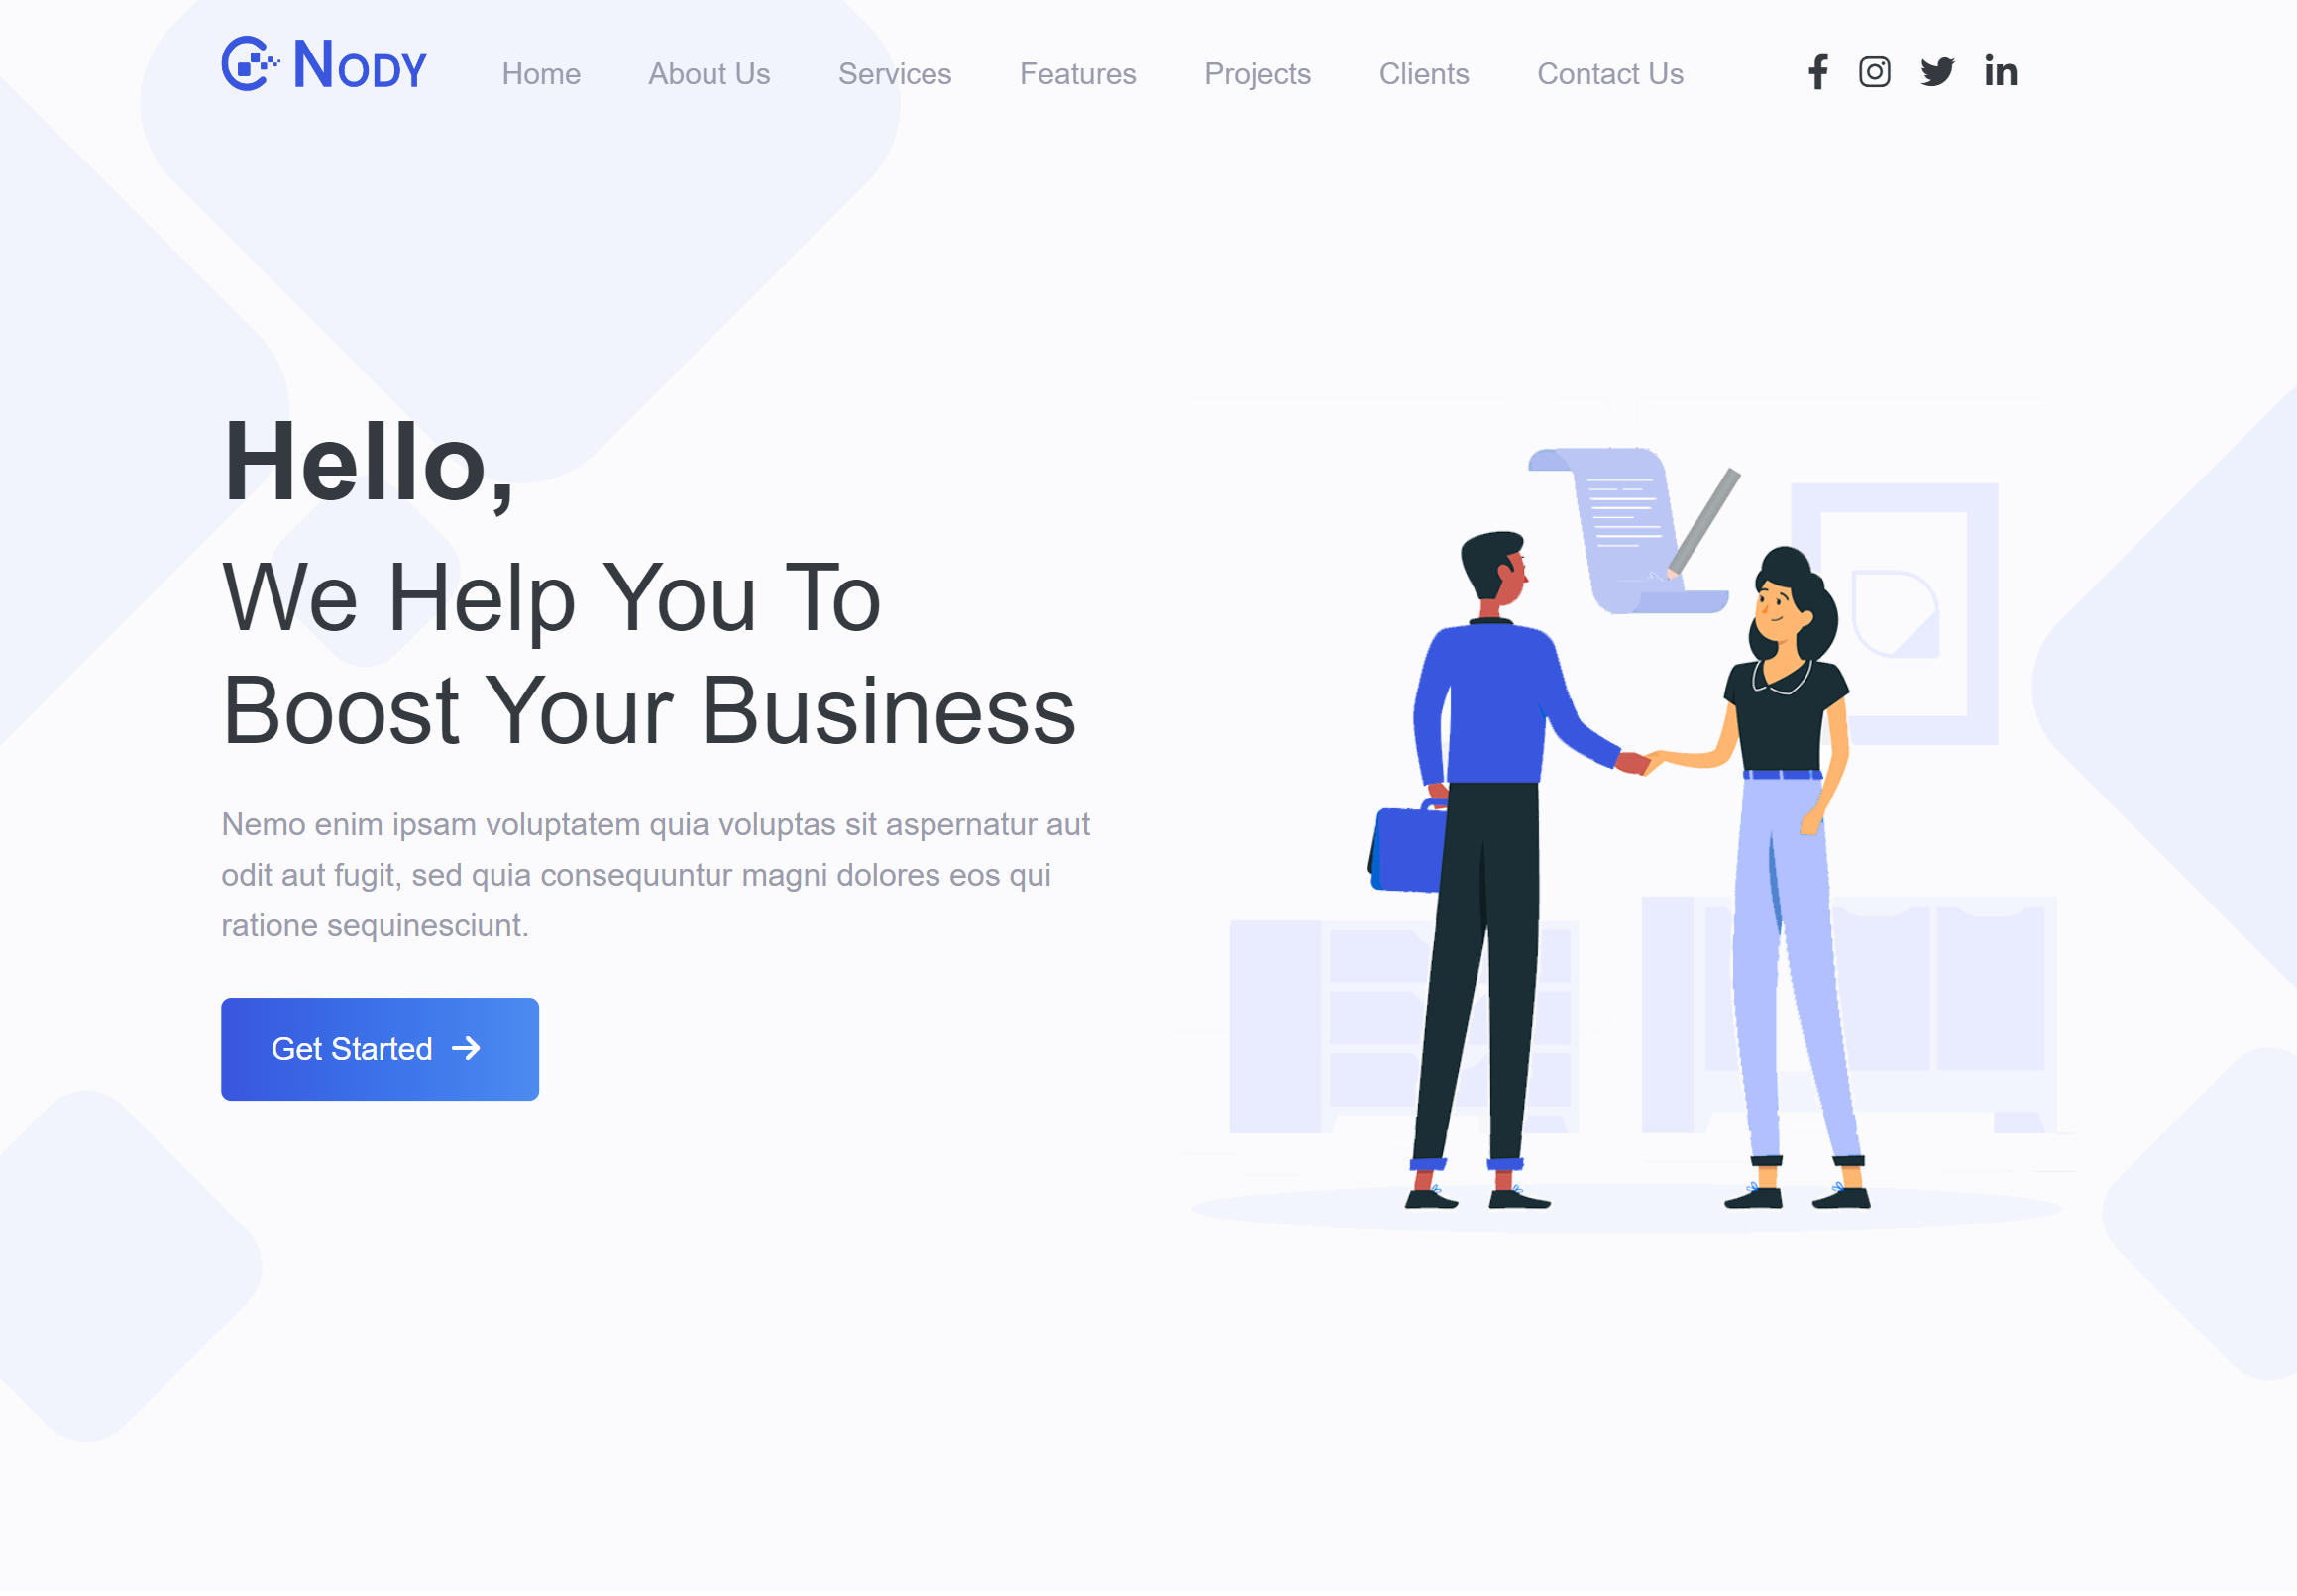 NODY
Home About Us Services Features Projects Clients Contact Us
Hello,
We Help You To
Boost Your Business
Nemo enim ipsam voluptatem quia voluptas sit aspernatur aut
odit aut fugit, sed quia consequuntur magni dolores eos qui
ratione sequinesciunt.
Get Started